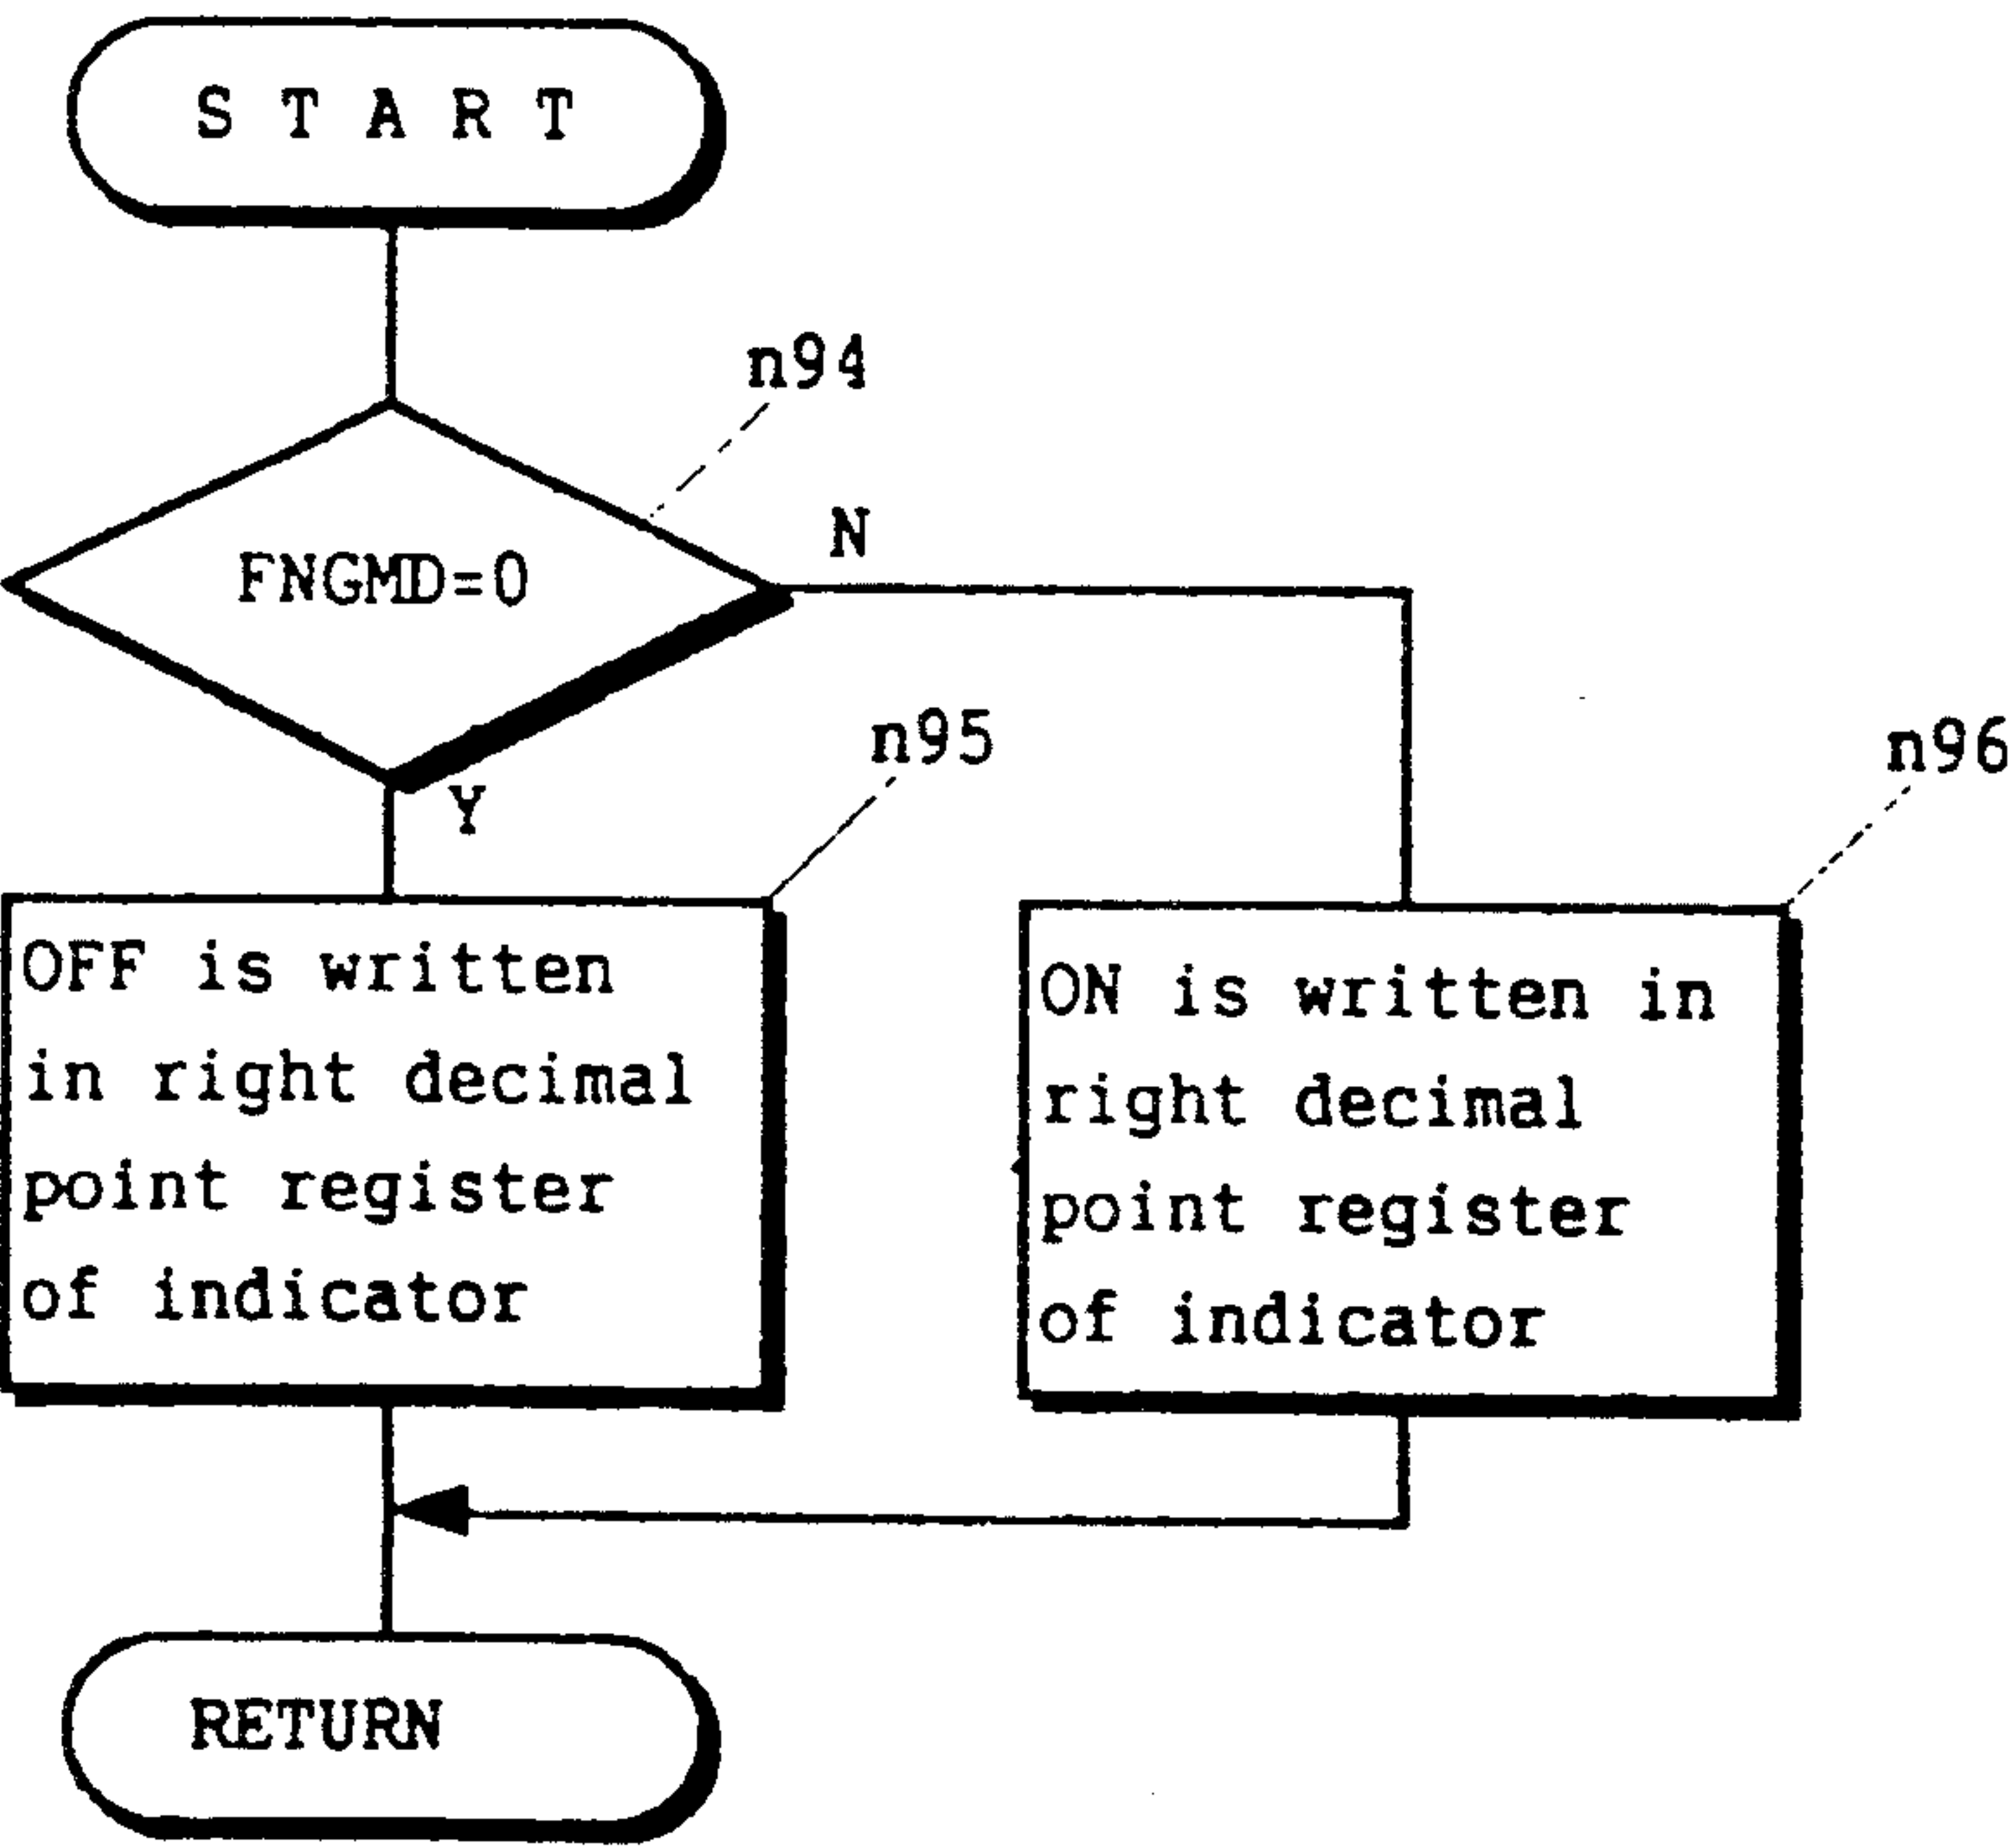 S T A R T
n94
N
FNGMD=0
Y
n95
n96
OFF is written
in right decimal
point register
of indicator
ON is written in
right decimal
point register
of indicator
RETURN